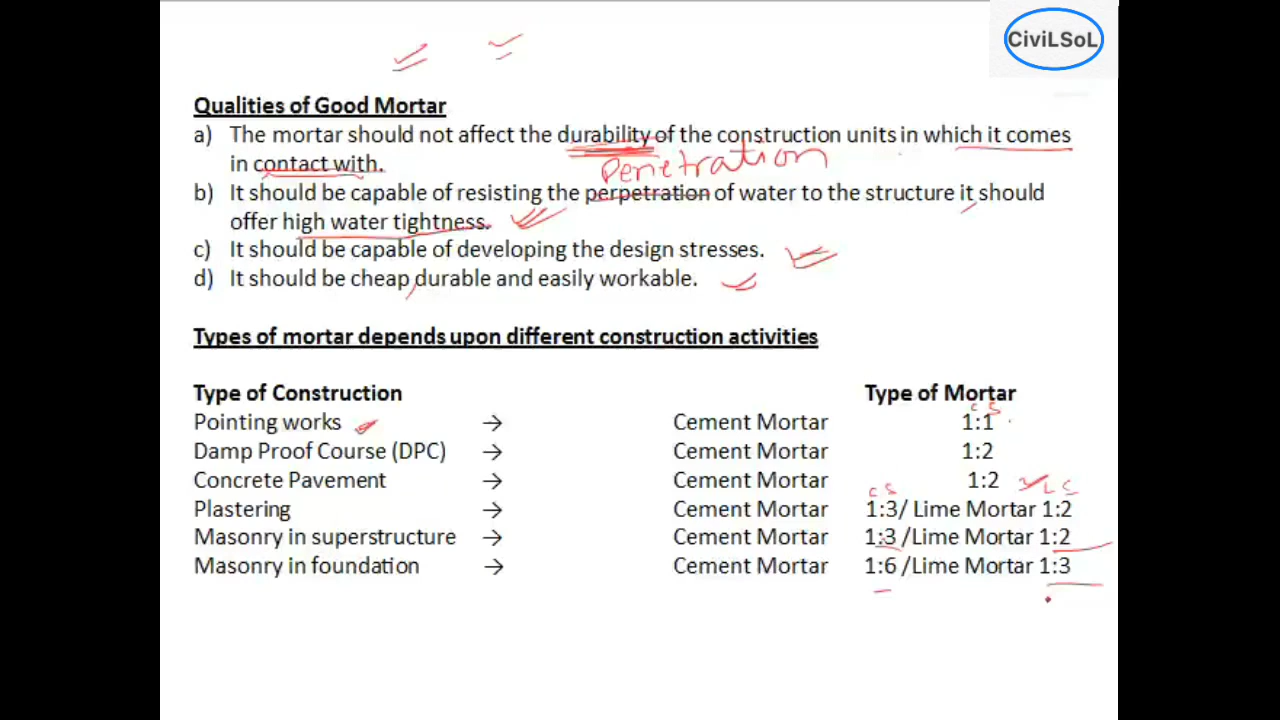 CiviLSoL
Qualities of Good Mortar
a) The mortar should not affect the durability of the construction units in which it comes
in contact with.
Penetration
b) It should be capable of resisting the perpetration of water to the structure it should
offer high water tightness.
c) It should be capable of developing the design stresses.
d) It should be cheap,durable and easily workable.
Types of mortar depends upon different construction activities
Type of Construction Type of Mortar
C S
Pointing works → Cement Mortar 1:1
Damp Proof Course (DPC) → Cement Mortar 1:2
Concrete Pavement → Cement Mortar 1:2
C S L S
Plastering → Cement Mortar 1:3/ Lime Mortar 1:2
Masonry in superstructure → Cement Mortar 1:3 /Lime Mortar 1:2
Masonry in foundation → Cement Mortar 1:6 /Lime Mortar 1:3